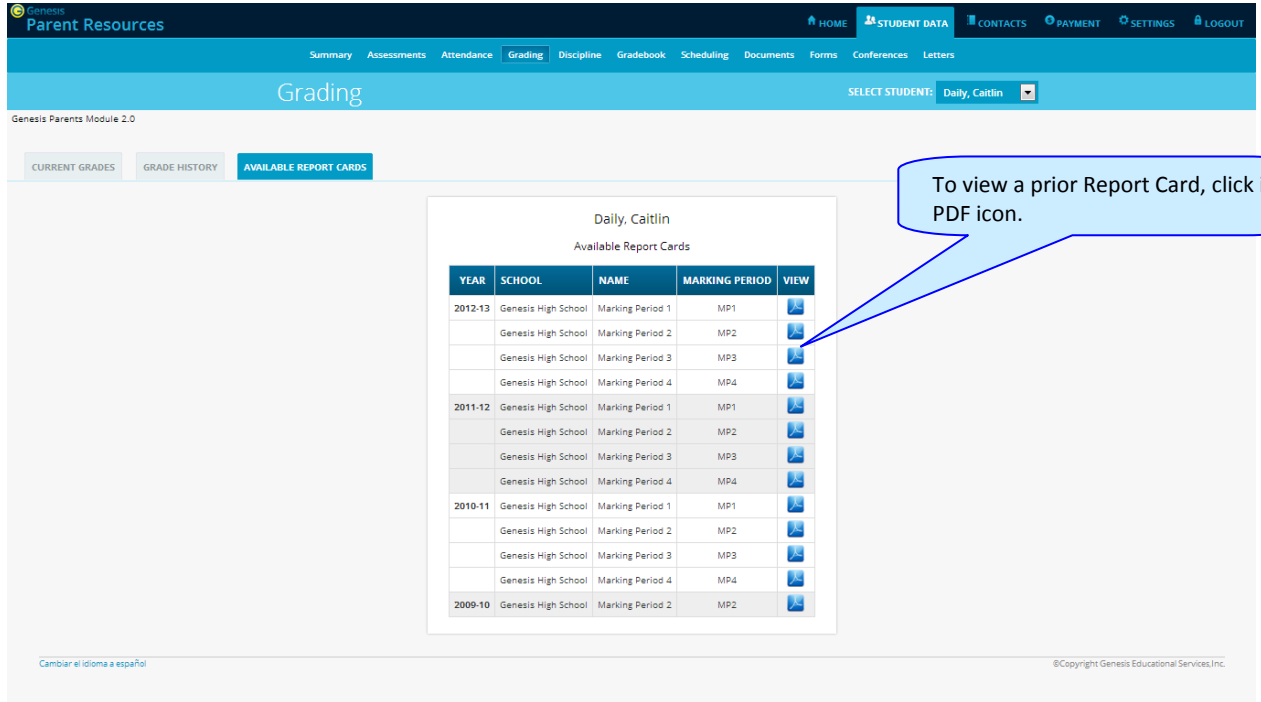 Genesis
Parent Resources
HOME STUDENT DATA CONTACTS PAYMENT SETTINGS LOGOUT
Summary Assessments Attendance Grading Discipline Gradebook Scheduling Documents Forms Conferences Letters
Grading
SELECT STUDENT: Daily, Caitlin
Genesis Parents Module 2.0
CURRENT GRADES GRADE HISTORY AVAILABLE REPORT CARDS
To view a prior Report Card, click
PDF icon.
Daily, Caitlin
Available Report Cards
YEAR SCHOOL NAME MARKING PERIOD VIEW
2012-13 Genesis High School Marking Period 1 MP1
Genesis High School Marking Period 2 MP2
Genesis High School Marking Period 3 MP3
Genesis High School Marking Period 4 MP4
2011-12 Genesis High School Marking Period 1 MP1
Genesis High School Marking Period 2 MP2
Genesis High School Marking Period 3 MP3
Genesis High School Marking Period 4 MP4
2010-11 Genesis High School Marking Period 1 MP1
Genesis High School Marking Period 2 MP2
Genesis High School Marking Period 3 MP3
Genesis High School Marking Period 4 MP4
2009-10 Genesis High School Marking Period 2 MP2
Cambiar el idioma a español
©Copyright Genesis Educational Services,Inc.